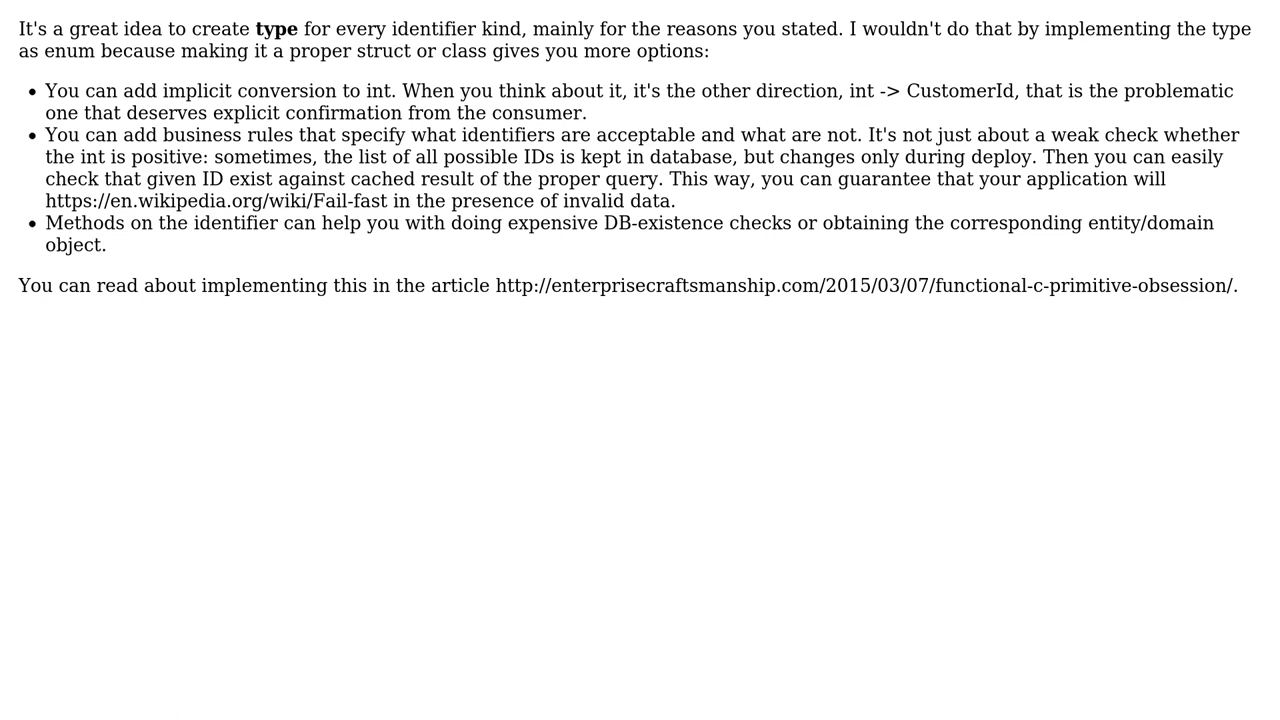 It's a great idea to create type for every identifier kind, mainly for the reasons you stated. I wouldn't do that by implementing the type
as enum because making it a proper struct or class gives you more options:
• You can add implicit conversion to int. When you think about it, it's the other direction, int -> CustomerId, that is the problematic
one that deserves explicit confirmation from the consumer.
• You can add business rules that specify what identifiers are acceptable and what are not. It's not just about a weak check whether
the int is positive: sometimes, the list of all possible IDs is kept in database, but changes only during deploy. Then you can easily
check that given ID exist against cached result of the proper query. This way, you can guarantee that your application will
https://en.wikipedia.org/wiki/Fail-fast in the presence of invalid data.
• Methods on the identifier can help you with doing expensive DB-existence checks or obtaining the corresponding entity/domain
object.
You can read about implementing this in the article http://enterprisecraftsmanship.com/2015/03/07/functional-c-primitive-obsession/.